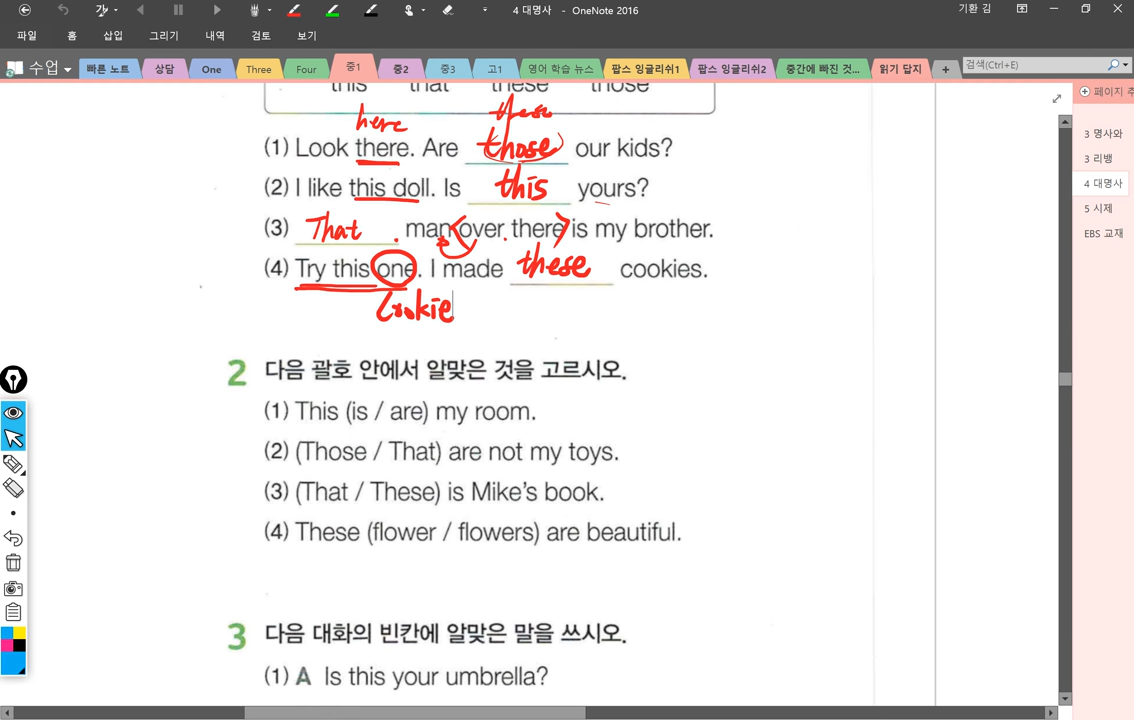 4 대명사 - OneNote 2016
기환 김
파일 홈 삽입 그리기 내역 검토 보기
수업 빠른 노트 상담 One Three Four 중1 중2 중3 고1 영어 학습 뉴스 팝스 잉글리쉬1 팝스 잉글리쉬2 중간에 빠진 것... 읽기 답지 +
검색(Ctrl+E)
페이지 추
3 명사와
3 리뱅
4 대명사
5 시제
EBS 교재
this that these those
here these
(1) Look there. Are those our kids?
(2) I like this doll. Is this yours?
(3) That man over there is my brother.
(4) Try this one. I made these cookies.
Cookie
2 다음 괄호 안에서 알맞은 것을 고르시오.
(1) This (is / are) my room.
(2) (Those / That) are not my toys.
(3) (That / These) is Mike's book.
(4) These (flower / flowers) are beautiful.
3 다음 대화의 빈칸에 알맞은 말을 쓰시오.
(1) A Is this your umbrella?